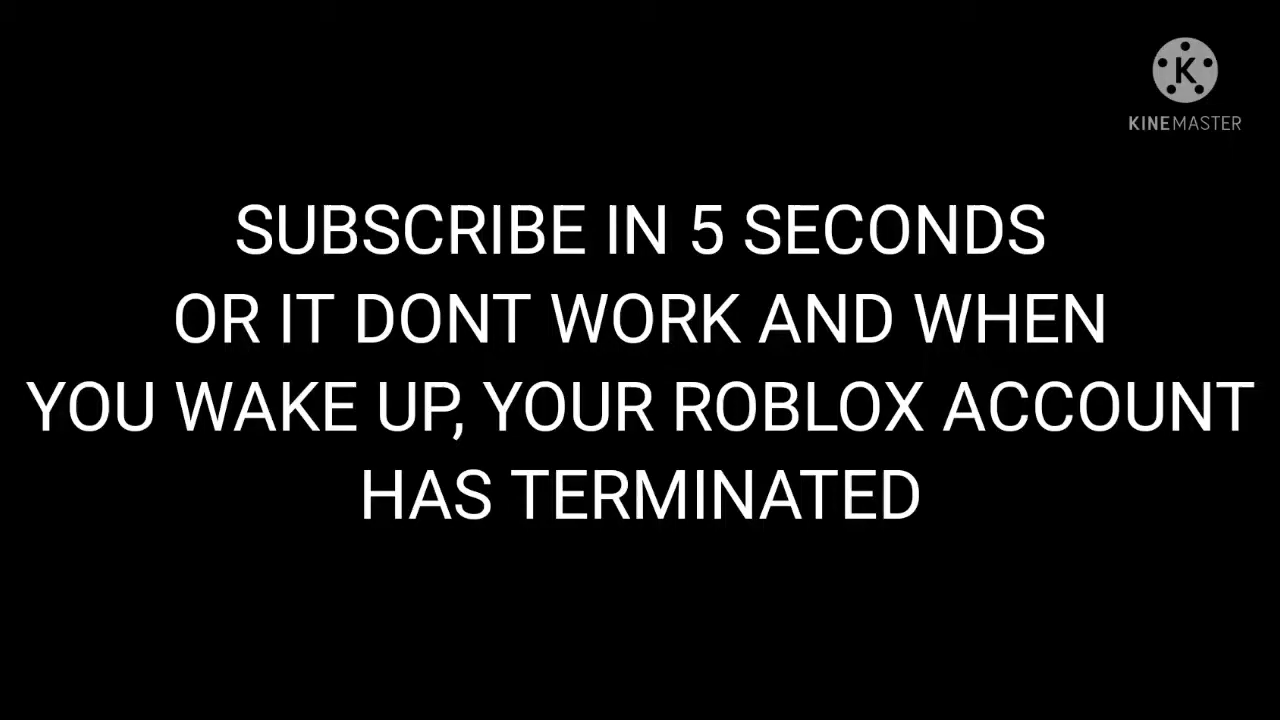 K
KINEMASTER
SUBSCRIBE IN 5 SECONDS
OR IT DONT WORK AND WHEN
YOU WAKE UP, YOUR ROBLOX ACCOUNT
HAS TERMINATED